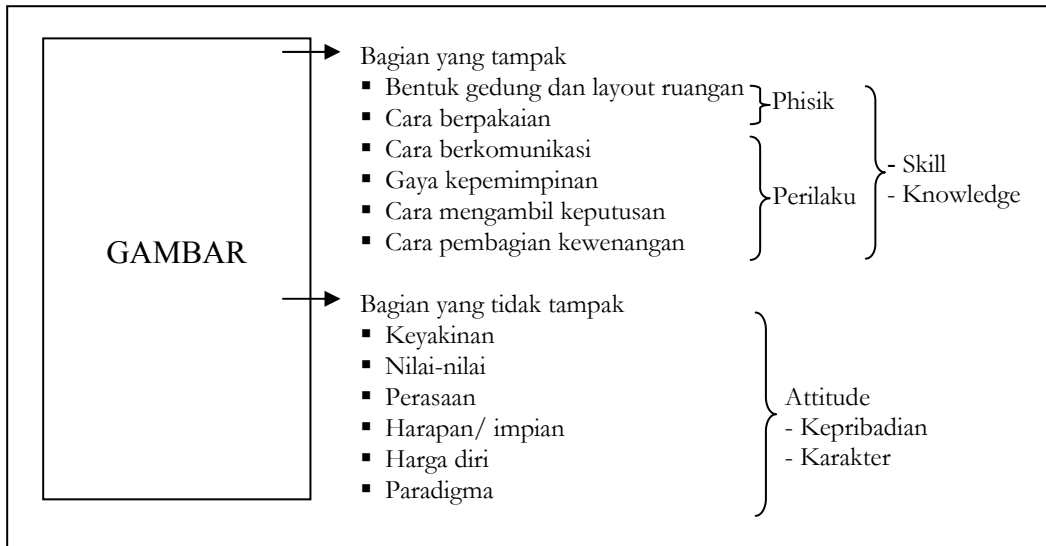 GAMBAR
Bagian yang tampak
▪ Bentuk gedung dan layout ruangan
▪ Cara berpakaian
▪ Cara berkomunikasi
▪ Gaya kepemimpinan
▪ Cara mengambil keputusan
▪ Cara pembagian kewenangan
Phisik
Perilaku
- Skill
- Knowledge
Bagian yang tidak tampak
▪ Keyakinan
▪ Nilai-nilai
▪ Perasaan
▪ Harapan/ impian
▪ Harga diri
▪ Paradigma
Attitude
- Kepribadian
- Karakter